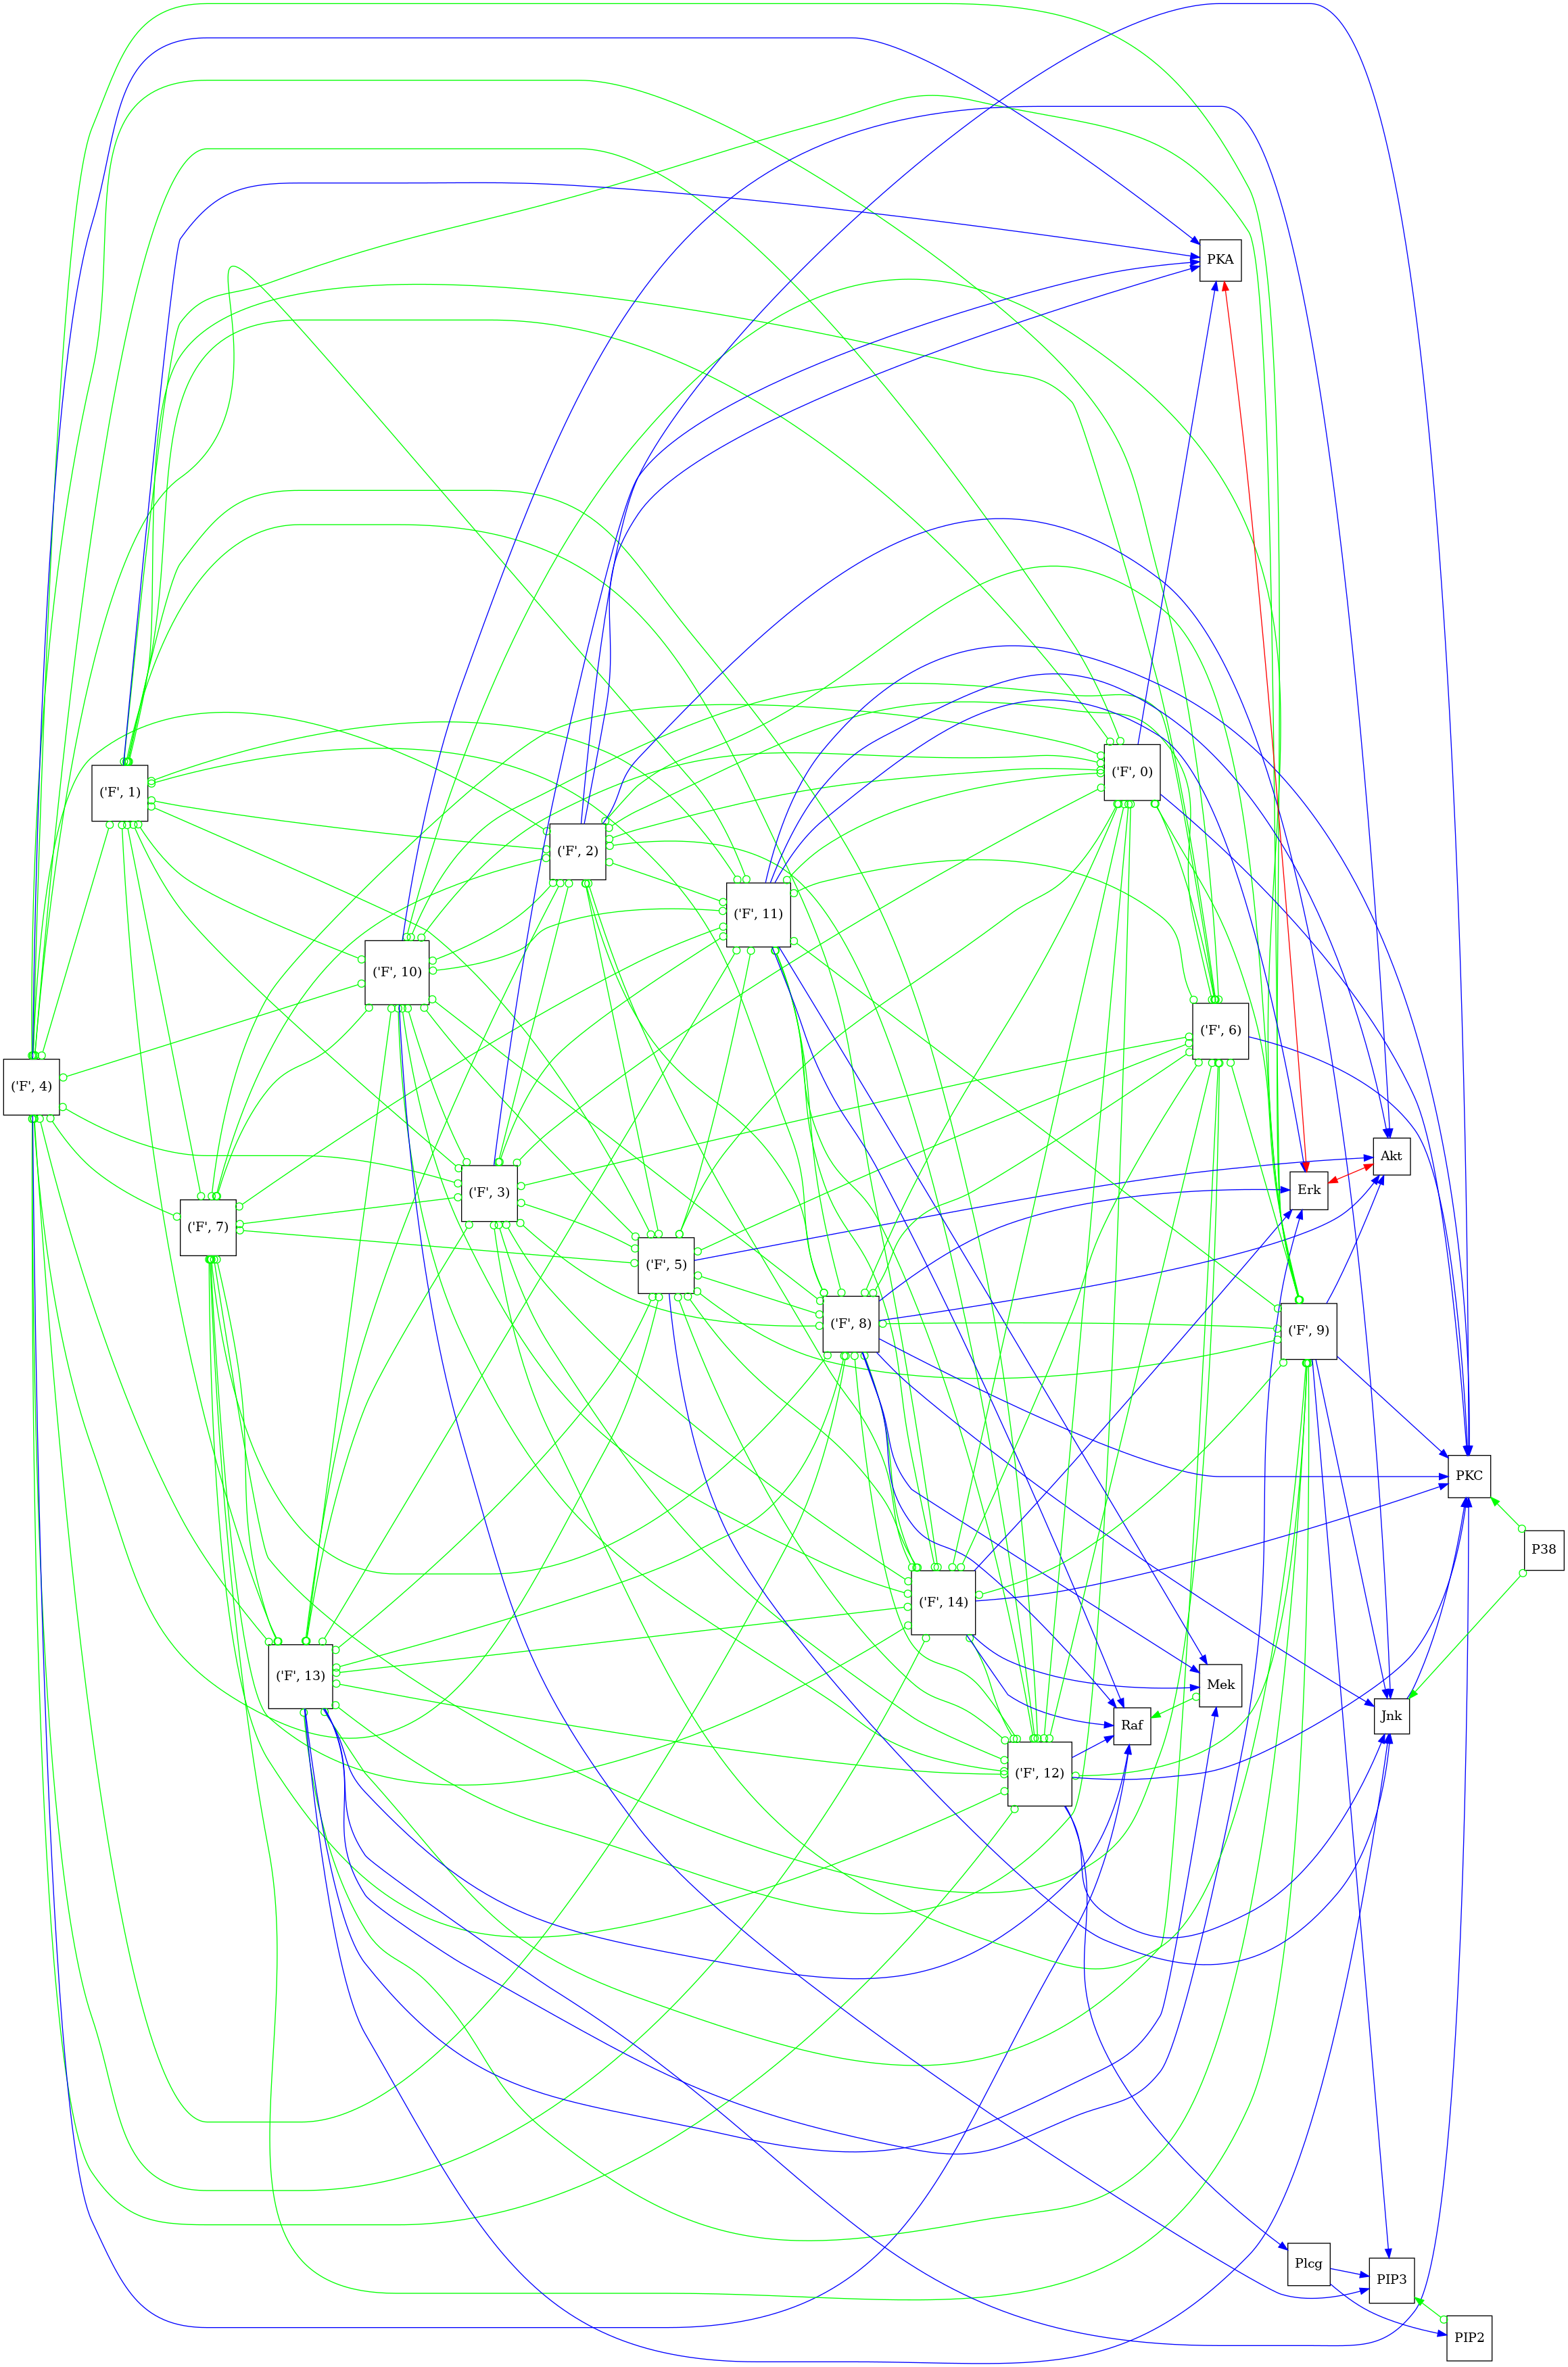 PKA
('F', 0)
('F', 1)
('F', 2)
('F', 11)
('F', 10)
('F', 6)
('F', 4)
Akt
Erk
('F', 3)
('F', 7)
('F', 5)
('F', 8)
('F', 9)
PKC
P38
('F', 14)
('F', 13)
Mek
Jnk
Raf
('F', 12)
Plcg
PIP3
PIP2